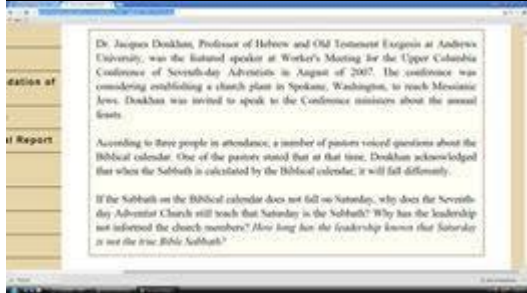 Dr. Jacques Doukhan, Professor of Hebrew and Old Testament Exegesis at Andrews
University, was the featured speaker at Worker's Meeting for the Upper Columbia
Conference of Seventh-day Adventists in August of 2007. The conference was
considering establishing a church plant in Spokane, Washington, to reach Messianic
Jews. Doukhan was invited to speak to the Conference ministers about the annual
feasts.
dation of
al Report
According to three people in attendance, a number of pastors voiced questions about the
Biblical calendar. One of the pastors stated that at that time, Doukhan acknowledged
that when the Sabbath is calculated by the Biblical calendar, it will fall differently.
If the Sabbath on the Biblical calendar does not fall on Saturday, why does the Seventh-
day Adventist Church still teach that Saturday is the Sabbath? Why has the leadership
not informed the church members? How long has the leadership known that Saturday
is not the true Bible Sabbath?